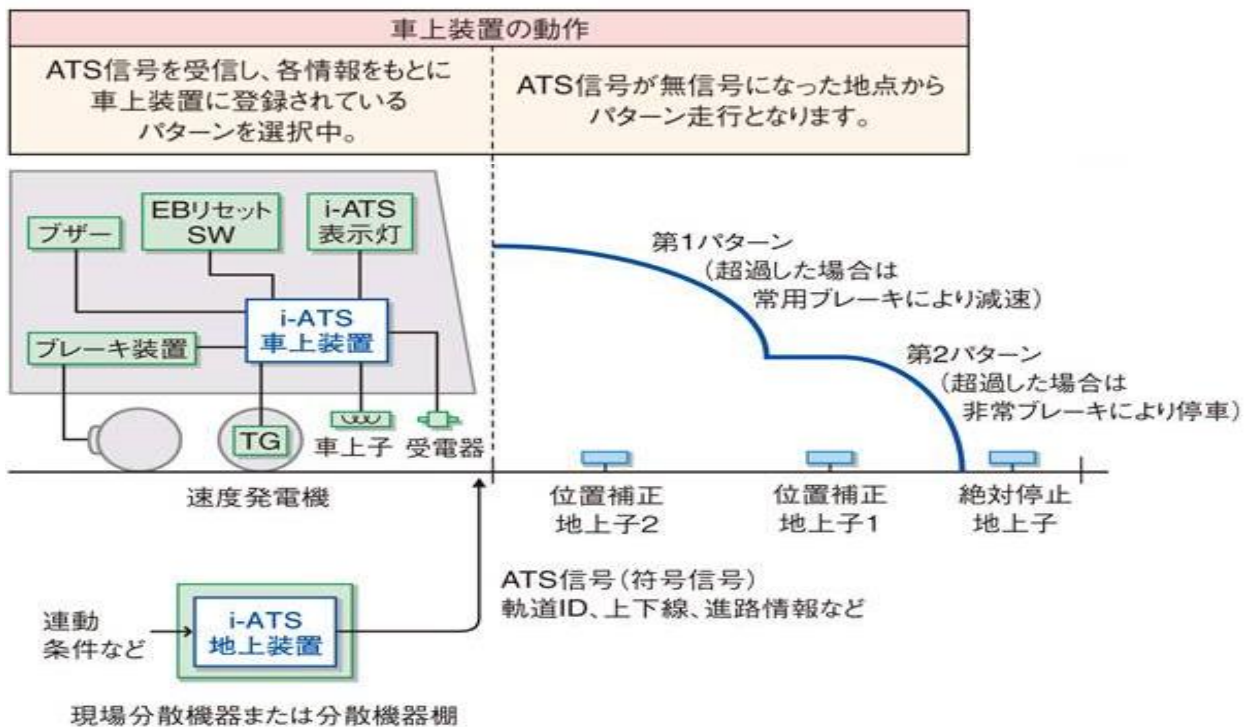 車上装置の動作
ATS信号を受信し、各情報をもとに
車上装置に登録されている
パターンを選択中。
ATS信号が無信号になった地点から
パターン走行となります。
ブザー
EBリセット
SW
i-ATS
表示灯
i-ATS
車上装置
ブレーキ装置
TG
車上子
受電器
速度発電機
第1パターン
(超過した場合は
常用ブレーキにより減速)
第2パターン
(超過した場合は
非常ブレーキにより停車)
位置補正
地上子2
位置補正
地上子1
絶対停止
地上子
ATS信号(符号信号)
軌道ID、上下線、進路情報など
連動
条件など
i-ATS
地上装置
現場分散機器または分散機器棚